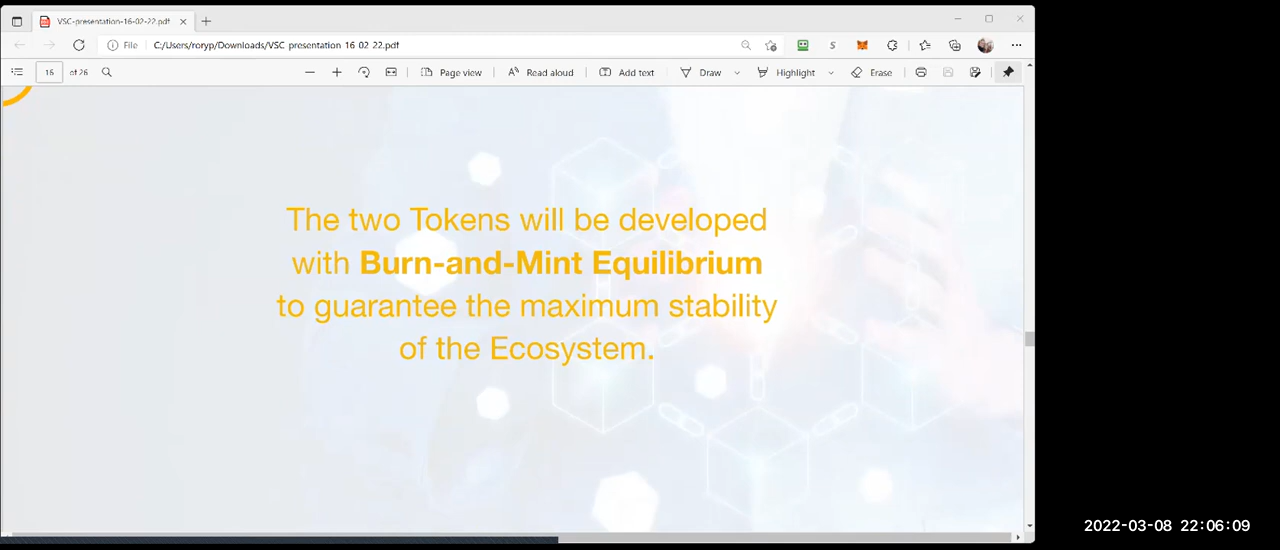 VSC-presentation-16-02-22.pdf
File C:/Users/roryp/Downloads/VSC presentation 16 02 22.pdf
16 of 26 Page view Read aloud Add text Draw Highlight Erase
The two Tokens will be developed
with Burn-and-Mint Equilibrium
to guarantee the maximum stability
of the Ecosystem.
2022-03-08 22:06:09